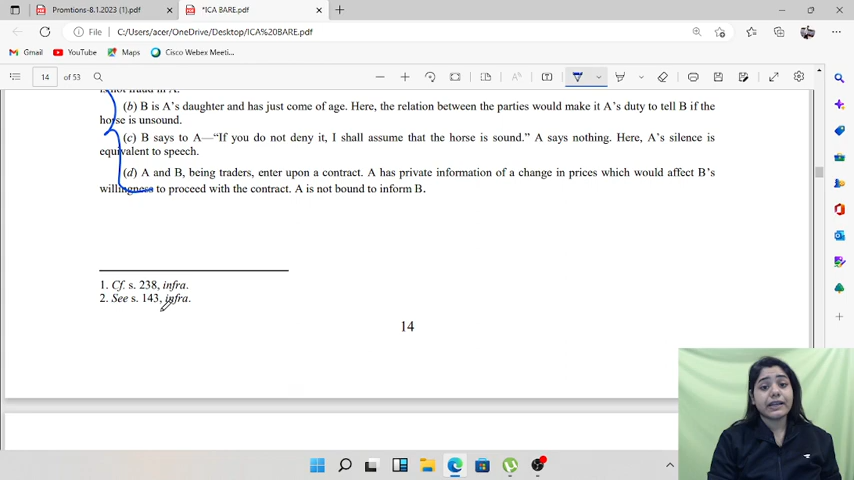 Promtions-8.1.2023 (1).pdf
*ICA BARE.pdf
File
C:/Users/acer/OneDrive/Desktop/ICA%20BARE.pdf
Gmail
YouTube
Maps
Cisco Webex Meeti...
14
of 53
is not fraud in A.
(b) B is A's daughter and has just come of age. Here, the relation between the parties would make it A's duty to tell B if the
horse is unsound.
(c) B says to A—“If you do not deny it, I shall assume that the horse is sound.” A says nothing. Here, A's silence is
equivalent to speech.
(d) A and B, being traders, enter upon a contract. A has private information of a change in prices which would affect B's
willingness to proceed with the contract. A is not bound to inform B.
1. Cf. s. 238, infra.
2. See s. 143, infra.
14